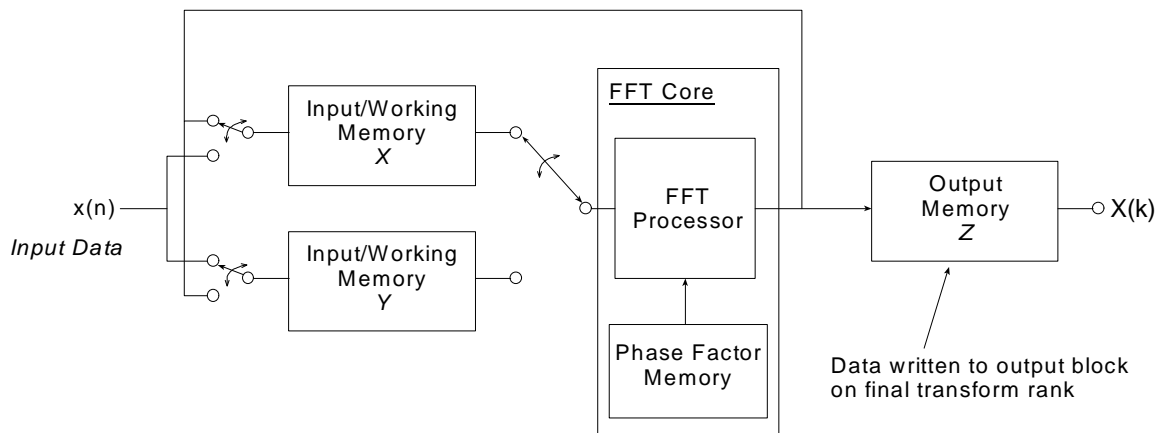 FFT Core
Input/Working
Memory
X
FFT
Processor
Output
Memory
Z
x(n)
Input Data
X(k)
Input/Working
Memory
Y
Phase Factor
Memory
Data written to output block
on final transform rank